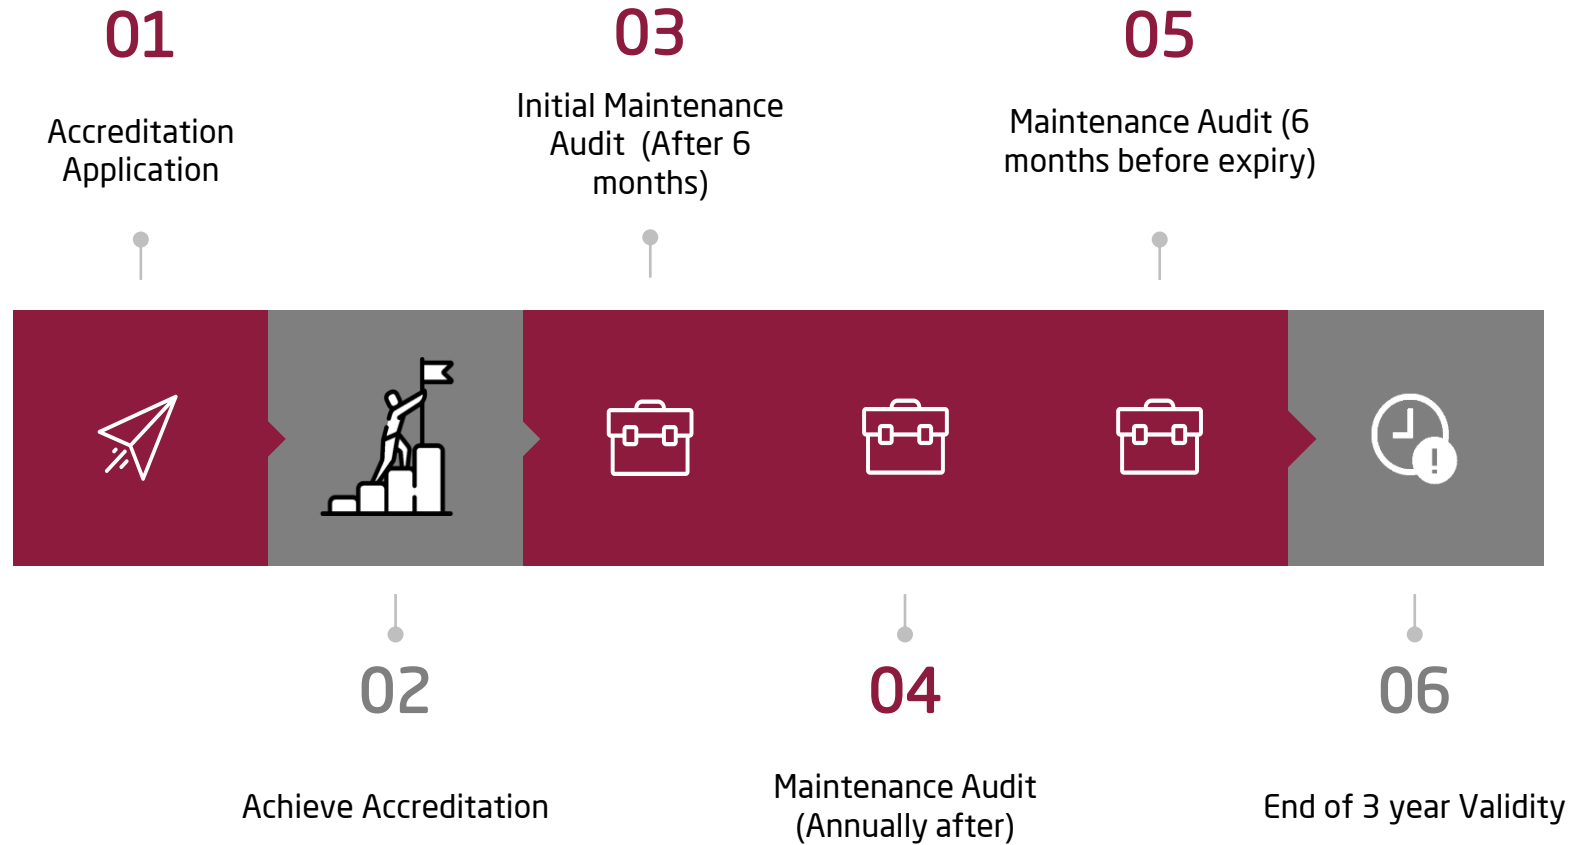 01
Accreditation
Application
03
Initial Maintenance
Audit  (After 6
months)
05
Maintenance Audit (6
months before expiry)
02
Achieve Accreditation
04
Maintenance Audit
(Annually after)
06
End of 3 year Validity